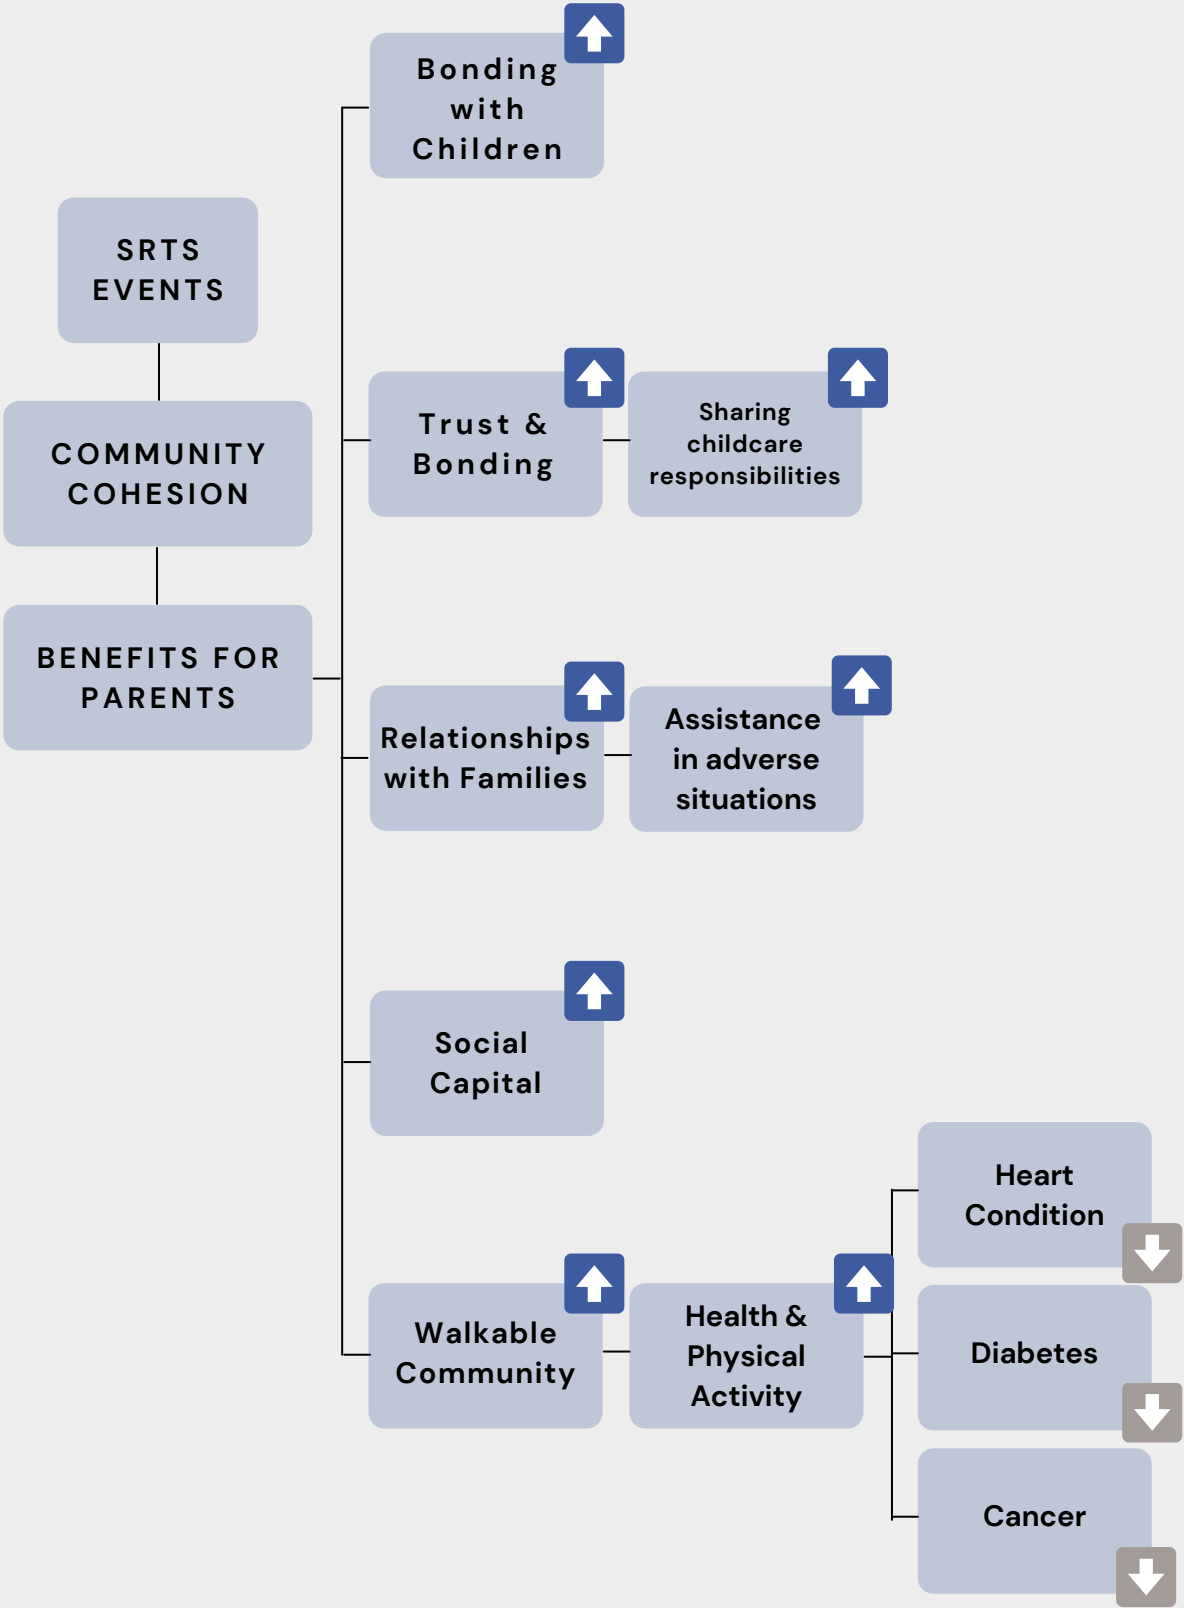 SRTS
EVENTS
COMMUNITY
COHESION
BENEFITS FOR
PARENTS
Bonding
with
Children
Trust &
Bonding
Sharing
childcare
responsibilities
Relationships
with Families
Assistance
in adverse
situations
Social
Capital
Walkable
Community
Health &
Physical
Activity
Heart
Condition
Diabetes
Cancer